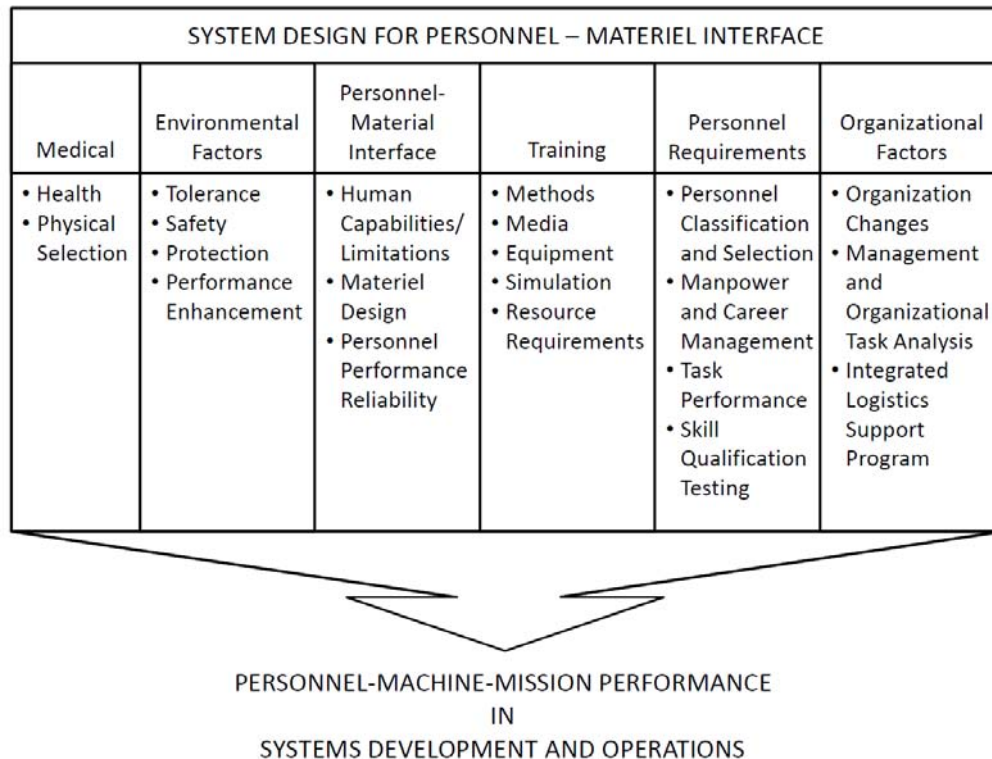 SYSTEM DESIGN FOR PERSONNEL – MATERIEL INTERFACE
Medical
Environmental
Factors
Personnel-
Material
Interface
Training
Personnel
Requirements
Organizational
Factors
• Health
• Physical
Selection
• Tolerance
• Safety
• Protection
• Performance
Enhancement
• Human
Capabilities/
Limitations
• Materiel
Design
• Personnel
Performance
Reliability
• Methods
• Media
• Equipment
• Simulation
• Resource
Requirements
• Personnel
Classification
and Selection
• Manpower
and Career
Management
• Task
Performance
• Skill
Qualification
Testing
• Organization
Changes
• Management
and
Organizational
Task Analysis
• Integrated
Logistics
Support
Program
PERSONNEL-MACHINE-MISSION PERFORMANCE
IN
SYSTEMS DEVELOPMENT AND OPERATIONS